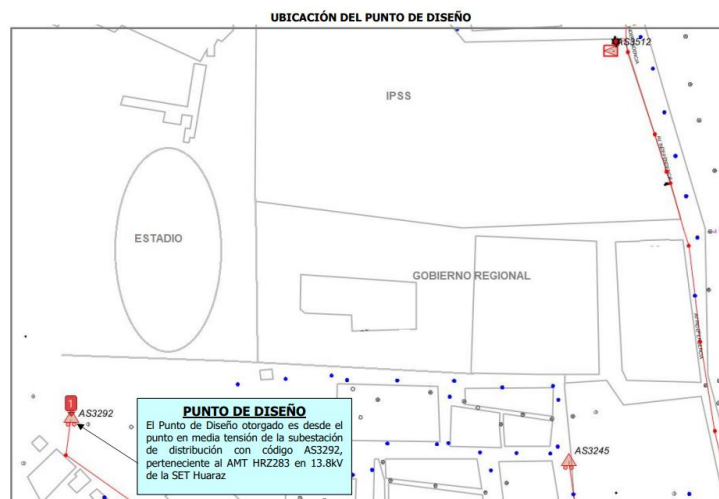 UBICACIÓN DEL PUNTO DE DISEÑO
AS3512
IPSS
ESTADIO
GOBIERNO REGIONAL
1
AS3292
PUNTO DE DISEÑO
El Punto de Diseño otorgado es desde el
punto en media tensión de la subestación
de distribución con código AS3292,
perteneciente al AMT HRZ283 en 13.8kV
de la SET Huaraz
AS3245